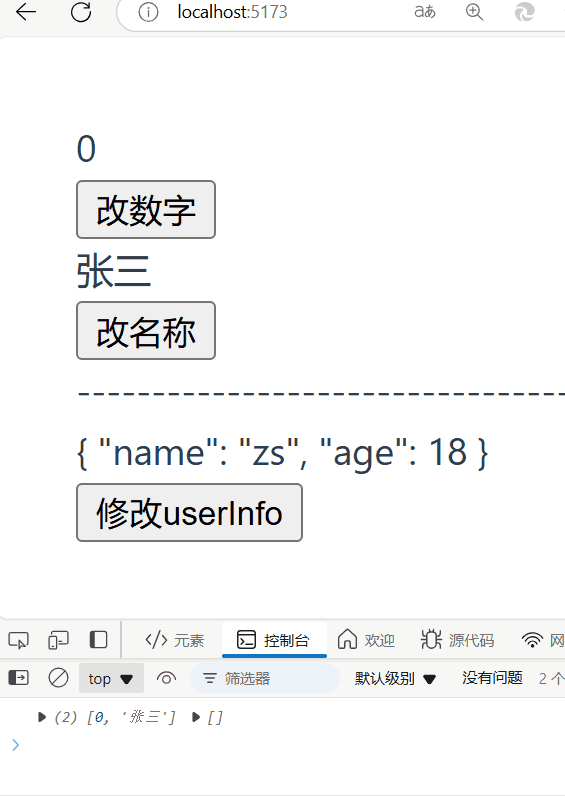 localhost:5173
aあ
0
改数字
张三
改名称
---------------------------------
{ "name": "zs", "age": 18 }
修改userInfo
元素 控制台 欢迎 源代码 网
top 筛选器 默认级别 没有问题 2 个
(2) [0, '张三'] []